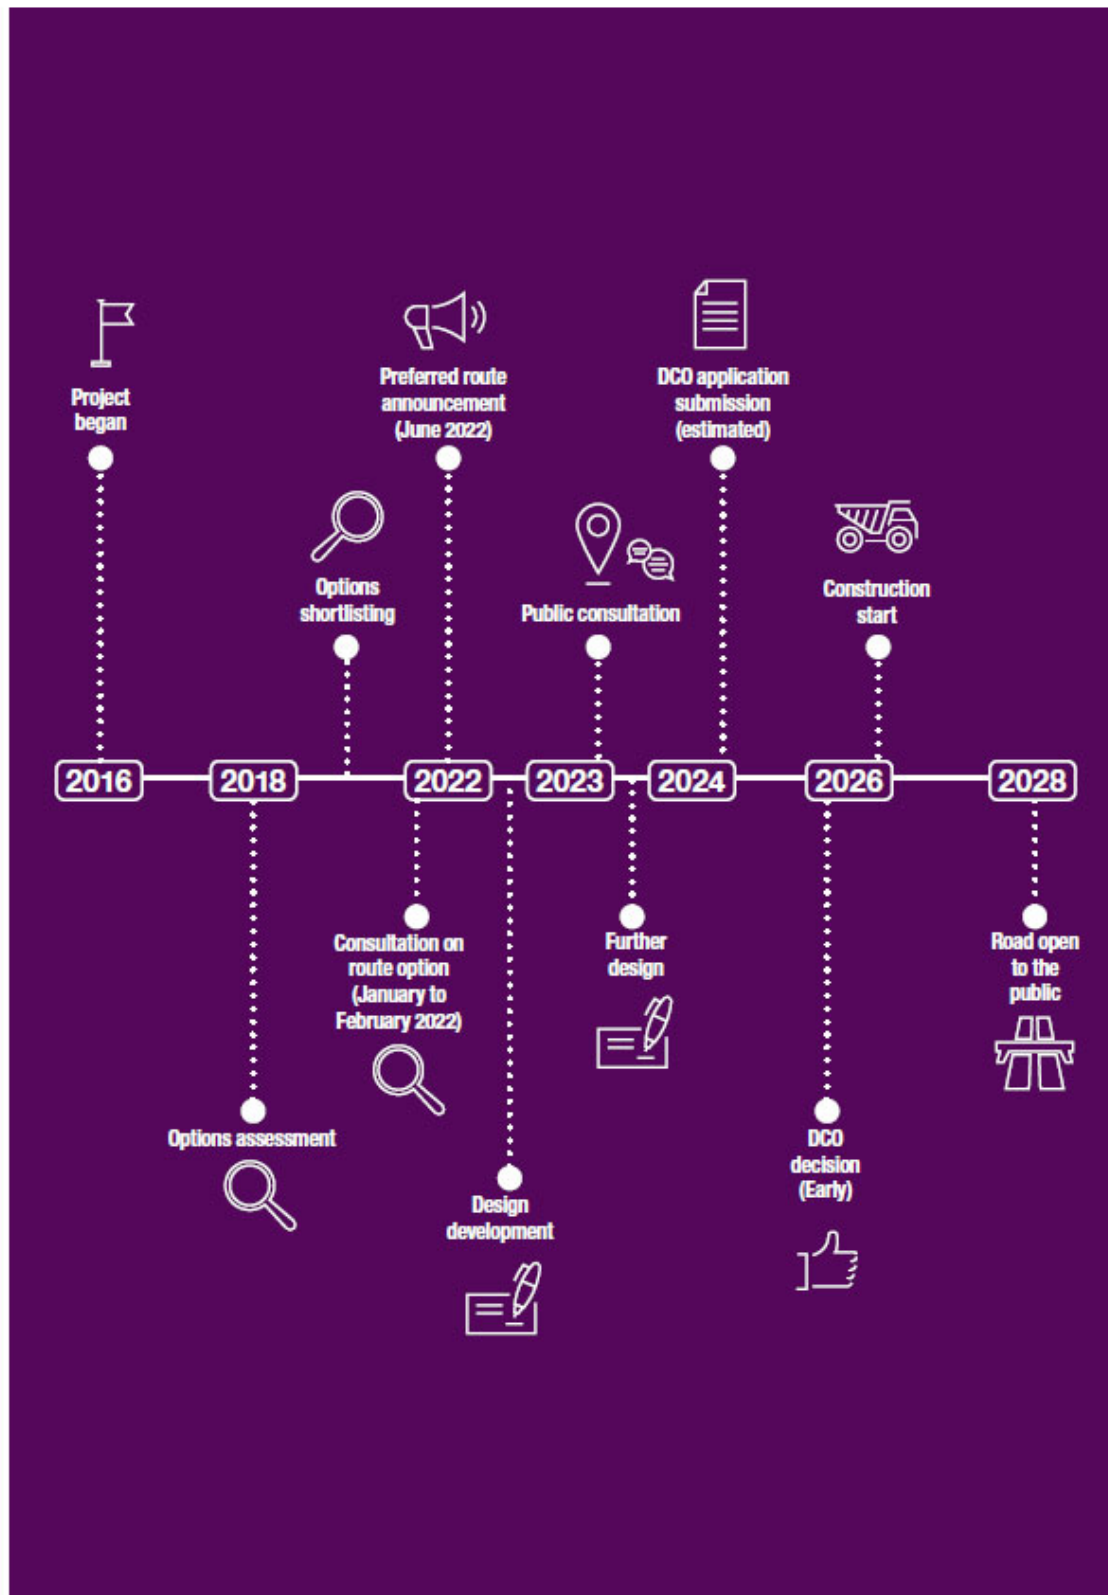 Project
began
Preferred route
announcement
(June 2022)
DCO application
submission
(estimated)
Options
shortlisting
Public consultation
Construction
start
2016
2018
2022
2023
2024
2026
2028
Consultation on
route option
(January to
February 2022)
Further
design
Road open
to the
public
Options assessment
DCO
decision
(Early)
Design
development